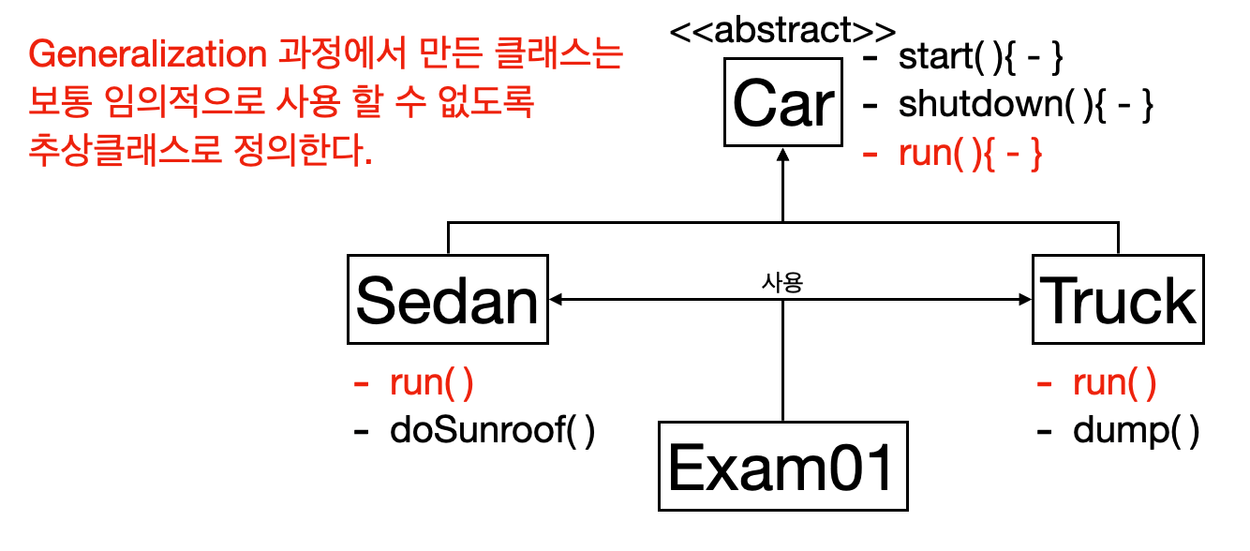 Generalization 과정에서 만든 클래스는
보통 임의적으로 사용 할 수 없도록
추상클래스로 정의한다.
<<abstract>>
Car
- start( ){ - }
- shutdown( ){ - }
- run( ){ - }
Sedan
사용
Truck
- run( )
- doSunroof( )
- run( )
- dump( )
Exam01